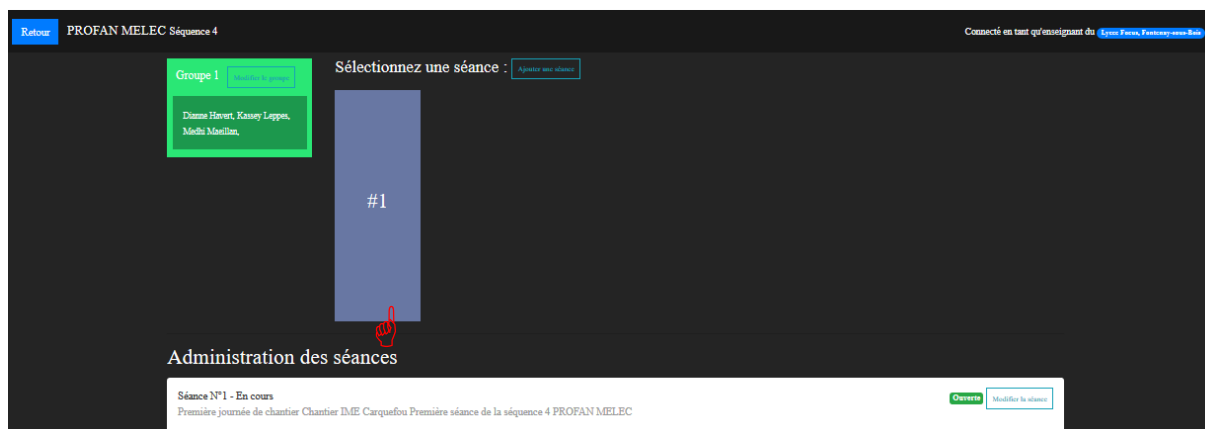 Retour PROFAN MELEC Séquence 4
Connecté en tant qu'enseignant du Lycee Focus, Fontenay-sous-Bois
Groupe 1 Modifier le groupe
Dianne Havert, Kassey Leppes,
Medhi Maeillan,
Sélectionnez une séance : Ajouter une séance
#1
Administration des séances
Séance N°1 - En cours
Première journée de chantier Chantier IME Carquefou Première séance de la séquence 4 PROFAN MELEC
Ouverte Modifier la séance